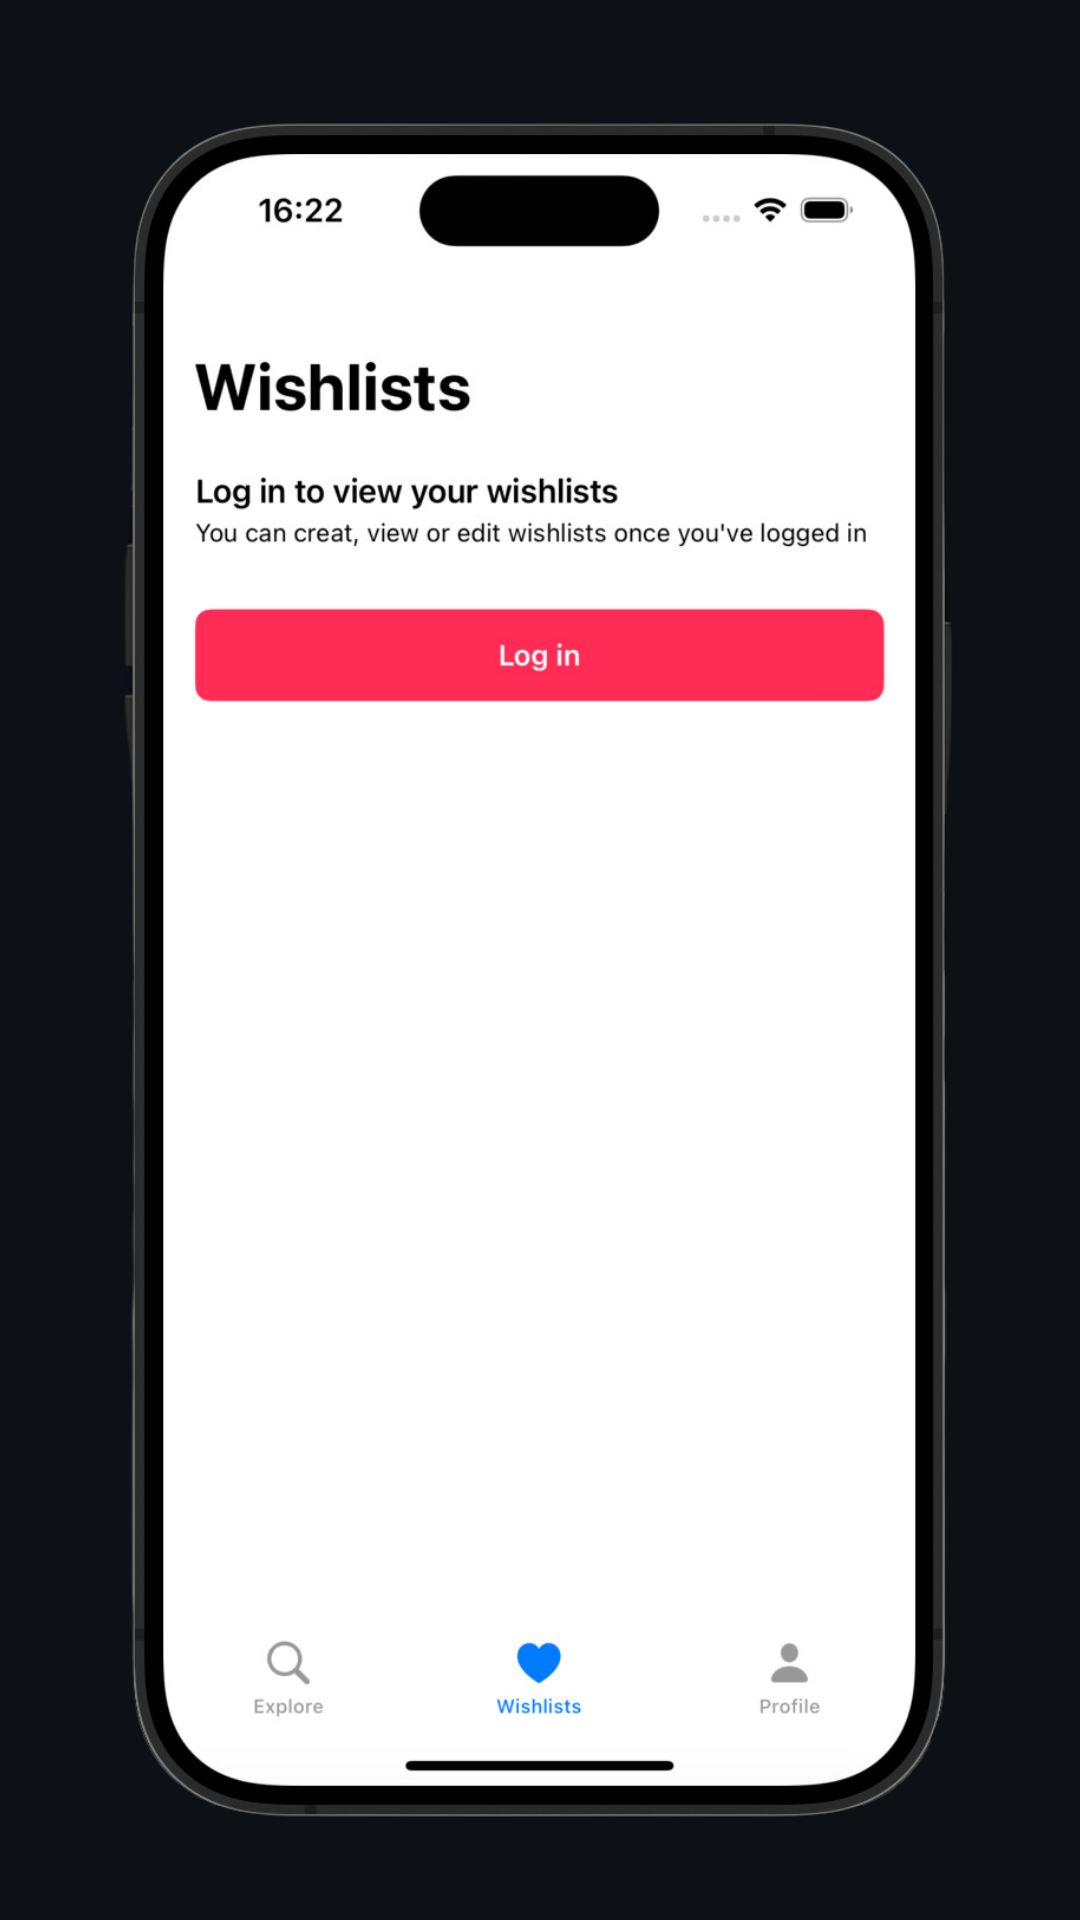 16:22
Wishlists
Log in to view your wishlists
You can creat, view or edit wishlists once you've logged in
Log in
Explore
Wishlists
Profile